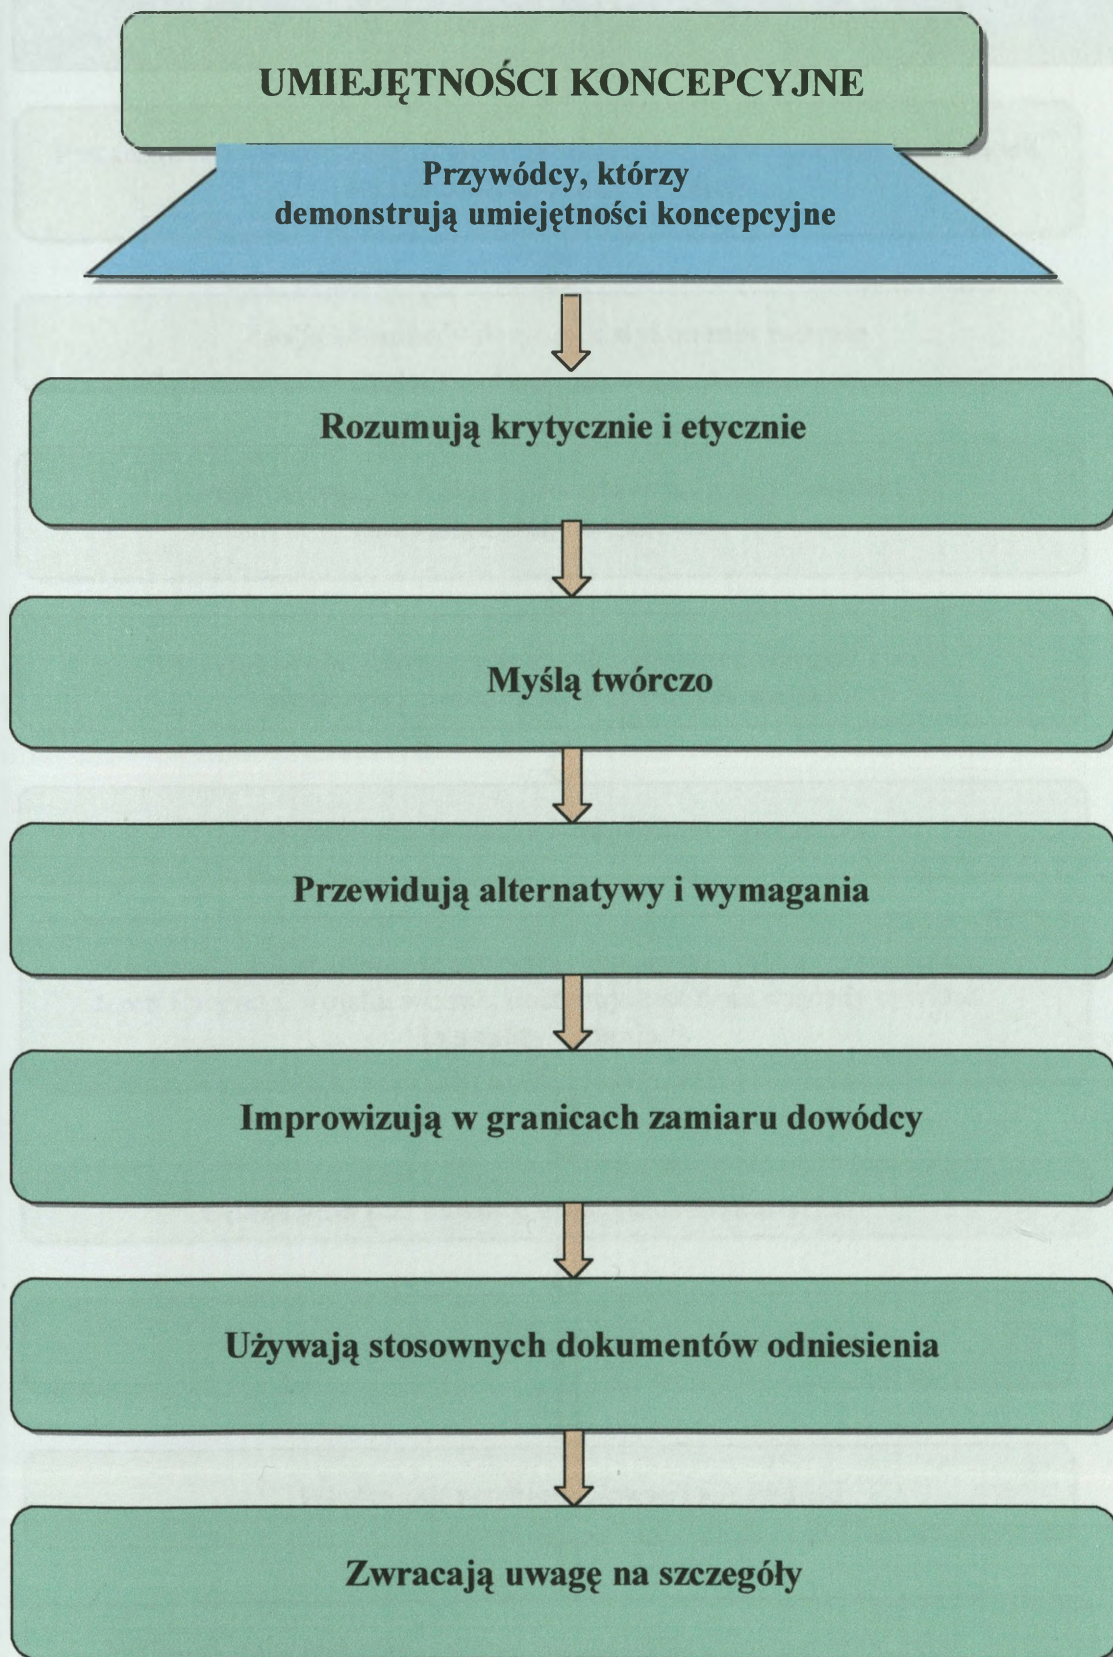 UMIEJĘTNOŚCI KONCEPCYJNE
Przywódcy, którzy
demonstrują umiejętności koncepcyjne
Rozumują krytycznie i etycznie
Myślą twórczo
Przewidują alternatywy i wymagania
Improwizują w granicach zamiaru dowódcy
Używają stosownych dokumentów odniesienia
Zwracają uwagę na szczegóły